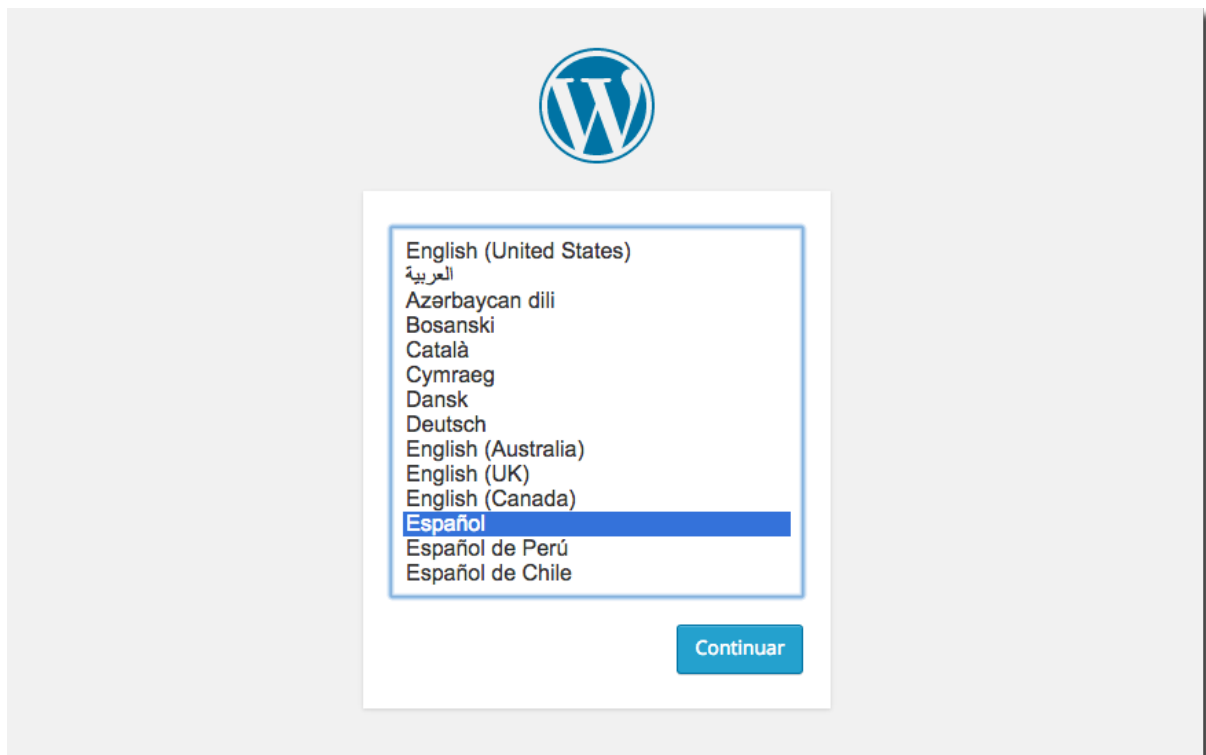 English (United States)
العربية
Azərbaycan dili
Bosanski
Català
Cymraeg
Dansk
Deutsch
English (Australia)
English (UK)
English (Canada)
Español
Español de Perú
Español de Chile
Continuar